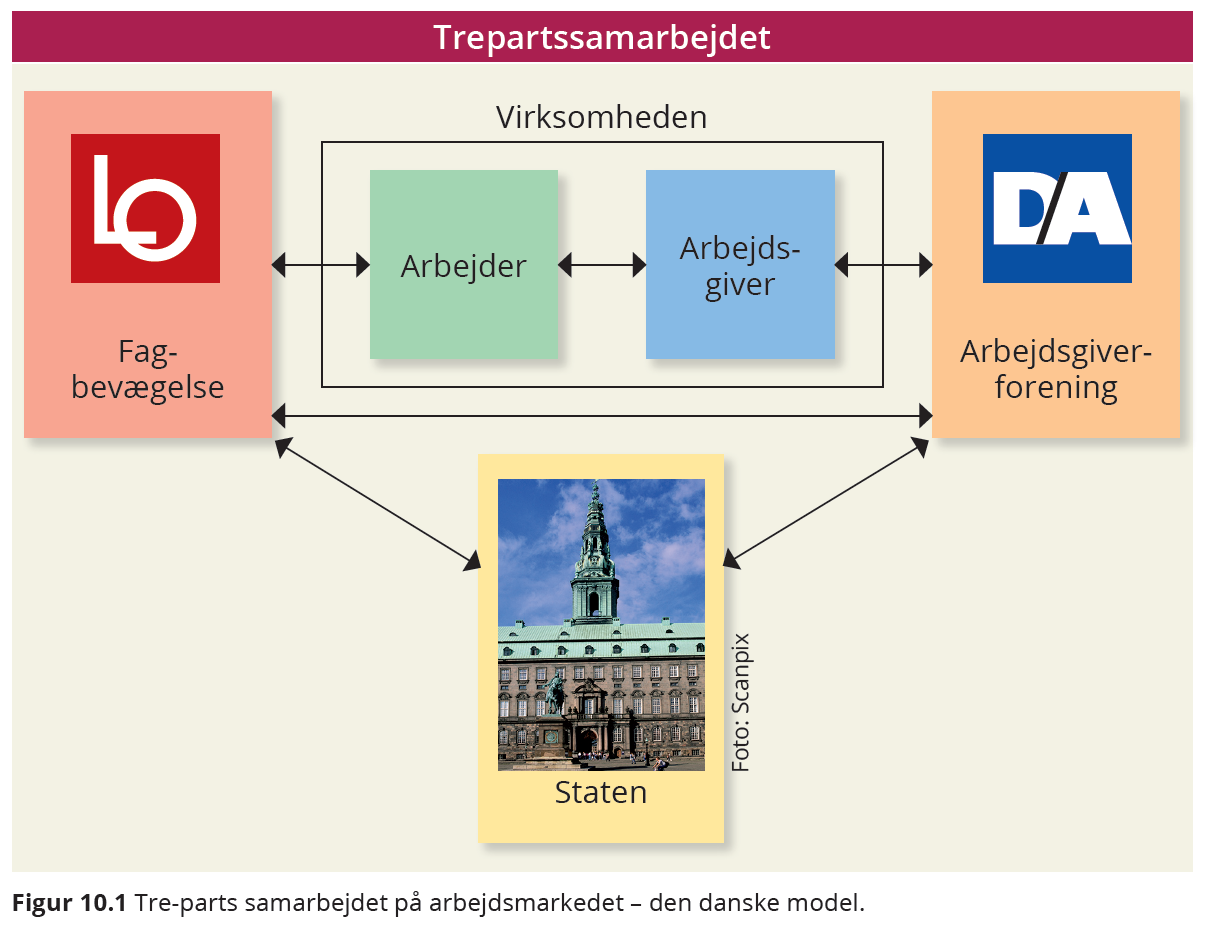 Trepartssamarbejdet
Virksomheden
LO
Fag-
bevægelse
Arbejder
Arbejds-
giver
D/A
Arbejdsgiver-
forening
Foto: Scanpix
Staten
Figur 10.1 Tre-parts samarbejdet på arbejdsmarkedet – den danske model.